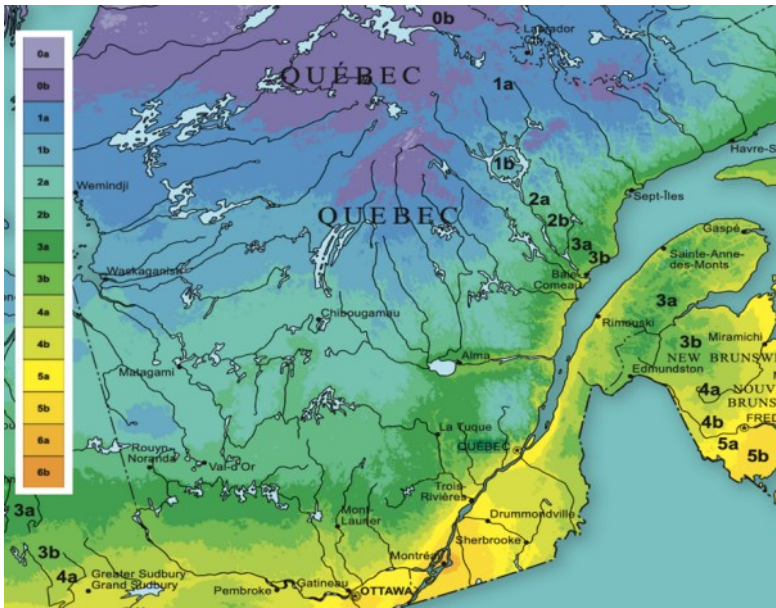 0a
0b
1a
1b
2a
2b
3a
3b
4a
4b
5a
5b
6a
6b
0b
Labrador
City
QUÉBEC
1a
Havre-S
1b
Wemindji
2a
Sept-Îles
QUEBEC
2b
Gaspé
3a
3b
Sainte-Anne-
des-Monts
Waskaganish
Baie
Comeau
3a
Chibougamau
Rimouski
3b
Miramichi
Alma
NEW BRUNSWI
Matagami
Edmundston
4a
NOUV
BRUNS
La Tuque
4b
FRED
QUÉBEC
5a
5b
Rouyn
Noranda
Val-d'Or
Trois-
Rivières
3a
Mont-
Laurier
Drummondville
3b
Sherbrooke
Montréal
4a
Greater Sudbury
Grand Sudbury
Pembroke
Gatineau
OTTAWA